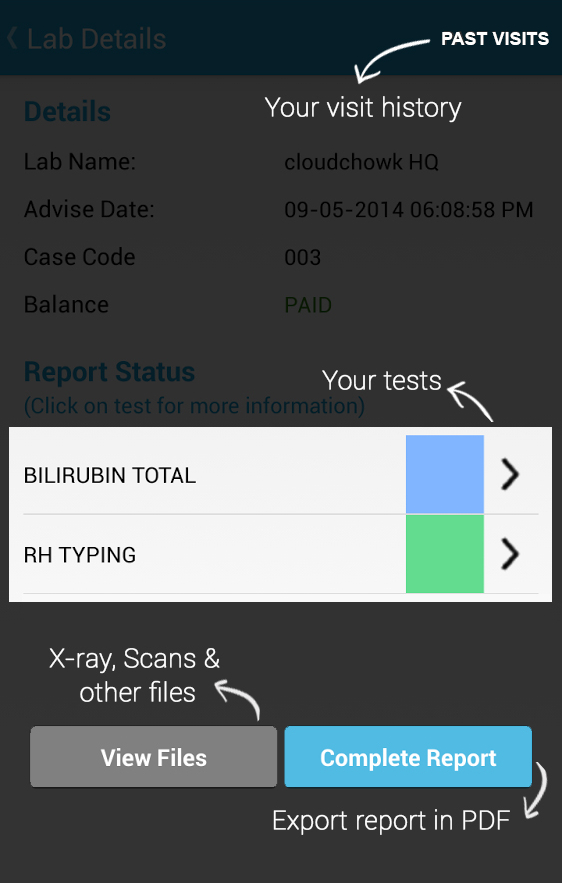 Lab Details
PAST VISITS
Your visit history
Details
Lab Name: cloudchowk HQ
Advise Date: 09-05-2014 06:08:58 PM
Case Code 003
Balance PAID
Report Status
Your tests
(Click on test for more information)
BILIRUBIN TOTAL
RH TYPING
X-ray, Scans &
other files
View Files Complete Report
Export report in PDF